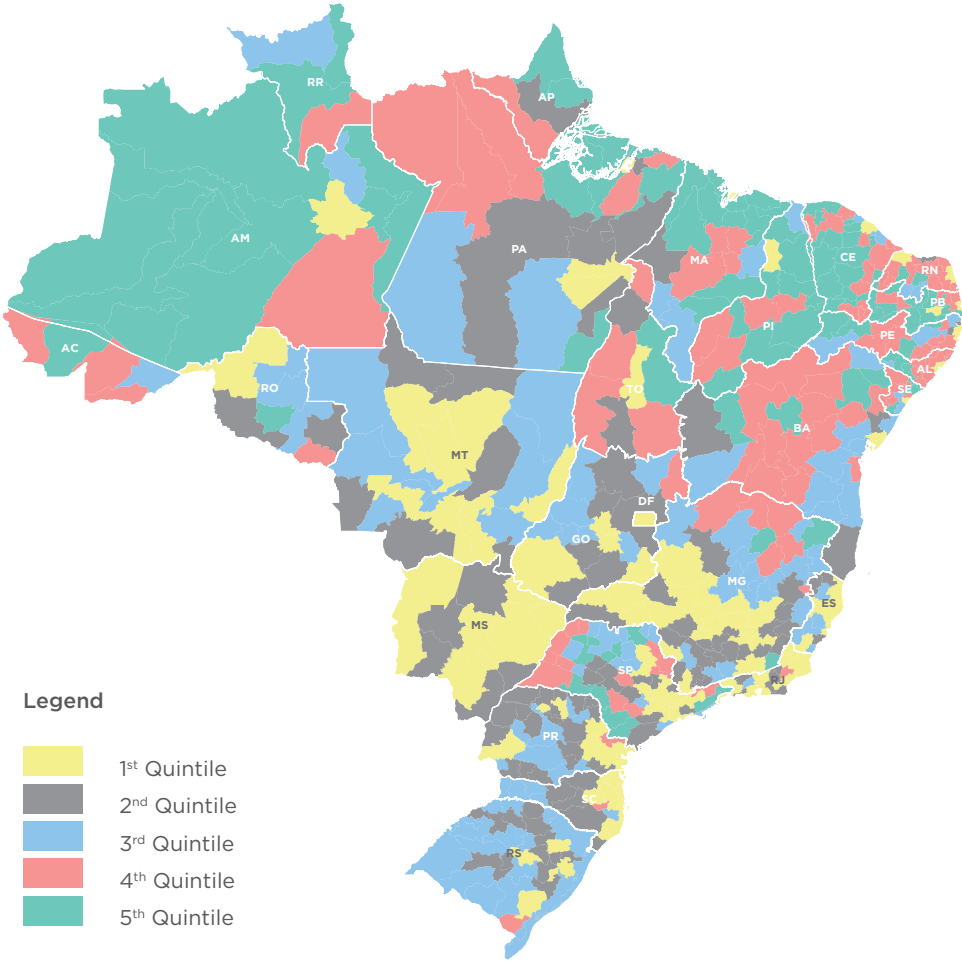 RR
AP
AM
PA
MA
CE
RN
PB
PI
AC
PE
AL
RO
TO
SE
BA
MT
DF
GO
MG
ES
MS
SP
RJ
PR
SC
RS
Legend
1st Quintile
2nd Quintile
3rd Quintile
4th Quintile
5th Quintile